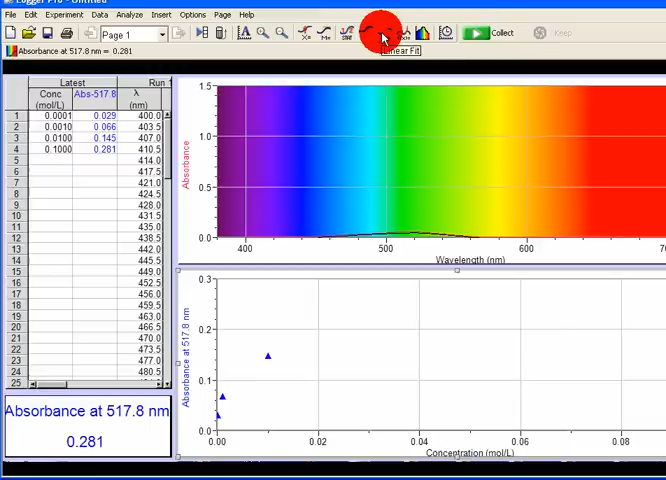 Logger Pro - Untitled
File Edit Experiment Data Analyze Insert Options Page Help
Page 1
Collect
Keep
Absorbance at 517.8 nm = 0.281
Linear Fit
Latest Run
Conc (mol/L) Abs-517.8 λ (nm)
1 0.0001 0.029 400.0
2 0.0010 0.066 403.5
3 0.0100 0.145 407.0
4 0.1000 0.281 410.5
5 414.0
6 417.5
7 421.0
8 424.5
9 428.0
10 431.5
11 435.0
12 438.5
13 442.0
14 445.5
15 449.0
16 452.5
17 456.0
18 459.5
19 463.0
20 466.5
21 470.0
22 473.5
23 477.0
24 480.5
25
Absorbance at 517.8 nm
0.281
1.5
1.0
0.5
0.0
Absorbance
400 500 600
Wavelength (nm)
0.3
0.2
0.1
0.0
Absorbance at 517.8 nm
0.00 0.02 0.04 0.06 0.08
Concentration (mol/L)